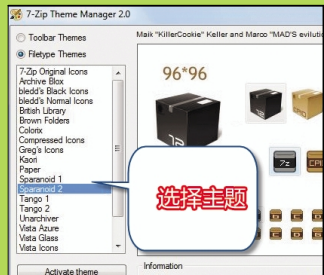 7-Zip Theme Manager 2.0
Toolbar Themes
Filetype Themes
7-Zip Original Icons
Archive Blox
bledd's Black Icons
bledd's Normal Icons
British Library
Brown Folders
Colorix
Compressed Icons
Greg's Icons
Kaori
Paper
Sparanoid 1
Sparanoid 2
Tango 1
Tango 2
Unarchiver
Vista Azure
Vista Glass
Vista Icons
Activate theme
Maik "KillerCookie" Keller and Marco "MAD'S evilutio
96*96
7z
选择主题
Information